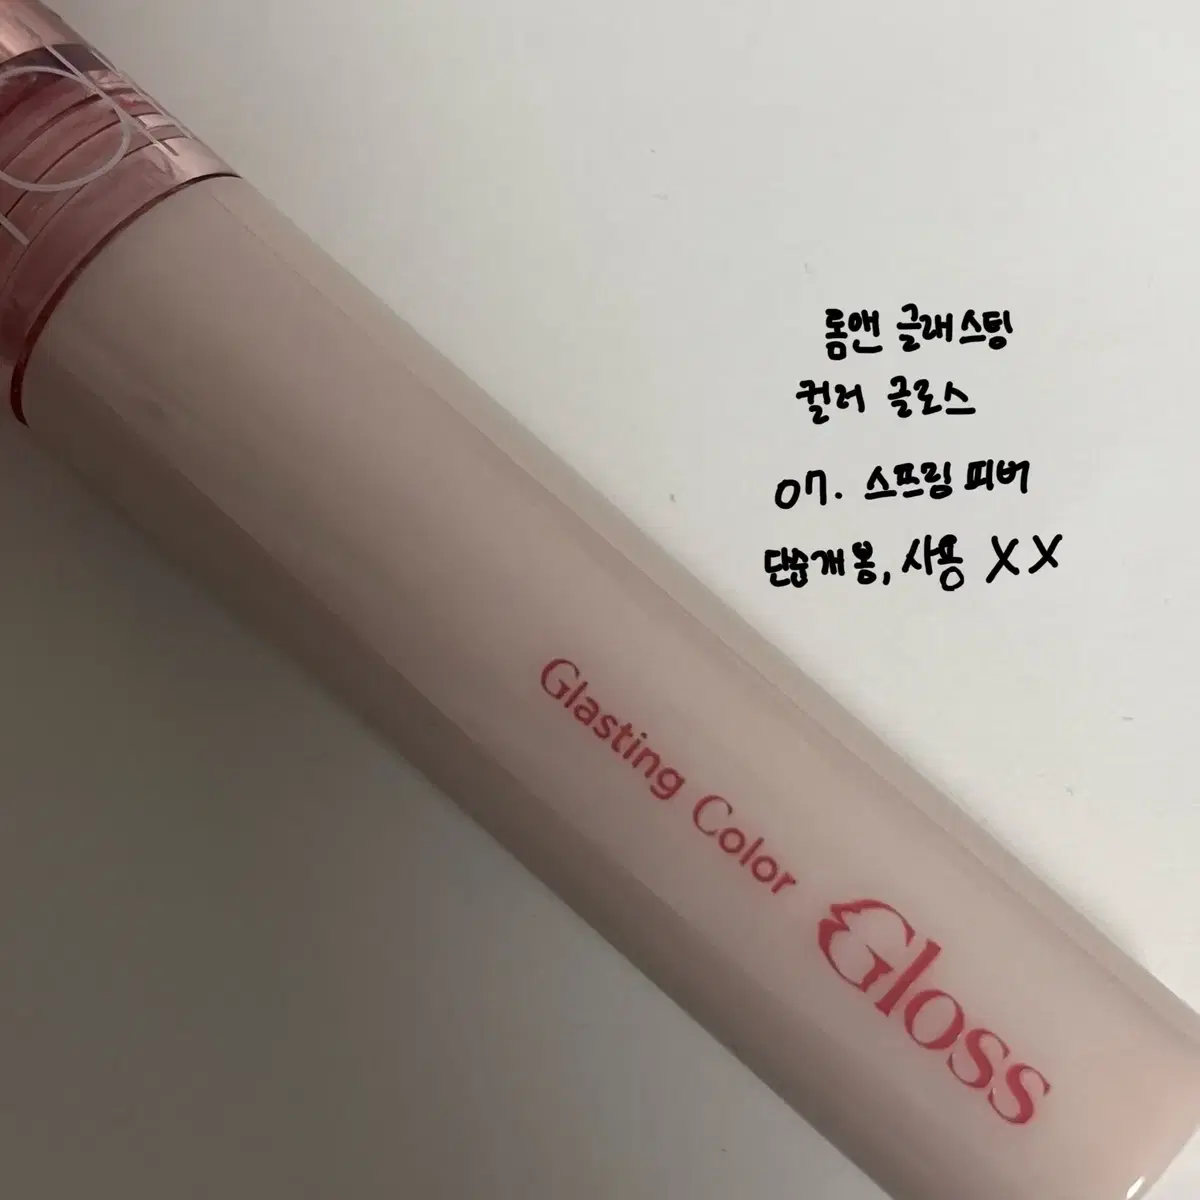 롬앤 글래스팅
컬러 글로스
07. 스프링 피버
단순개봉, 사용 XX
Glasting Color
Gloss